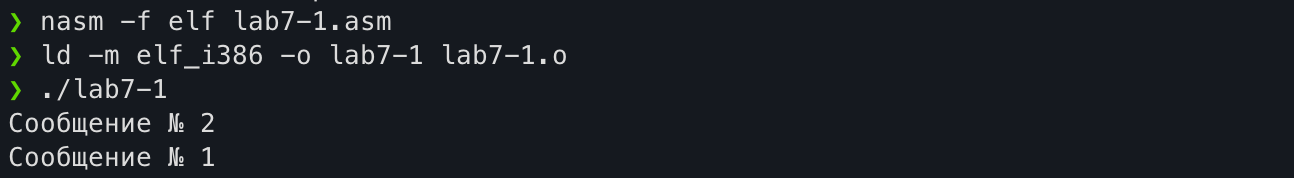 ❯ nasm -f elf lab7-1.asm
❯ ld -m elf_i386 -o lab7-1 lab7-1.o
❯ ./lab7-1
Сообщение № 2
Сообщение № 1